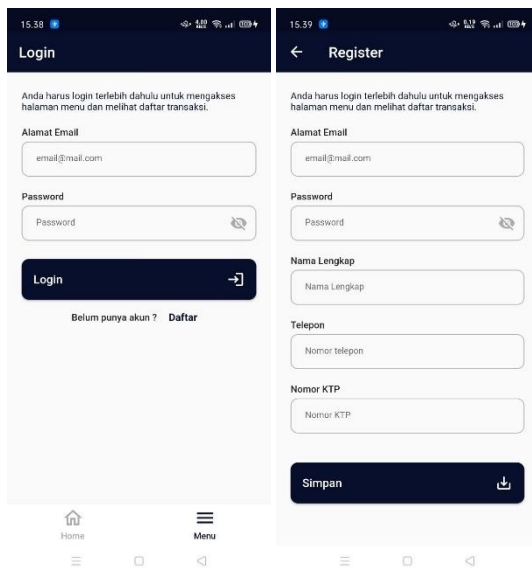 15.38
Login
Anda harus login terlebih dahulu untuk mengakses
halaman menu dan melihat daftar transaksi.
Alamat Email
email@mail.com
Password
Password
Login
Belum punya akun ? Daftar
Home
Menu
15.39
Register
Anda harus login terlebih dahulu untuk mengakses
halaman menu dan melihat daftar transaksi.
Alamat Email
email@mail.com
Password
Password
Nama Lengkap
Nama Lengkap
Telepon
Nomor telepon
Nomor KTP
Nomor KTP
Simpan